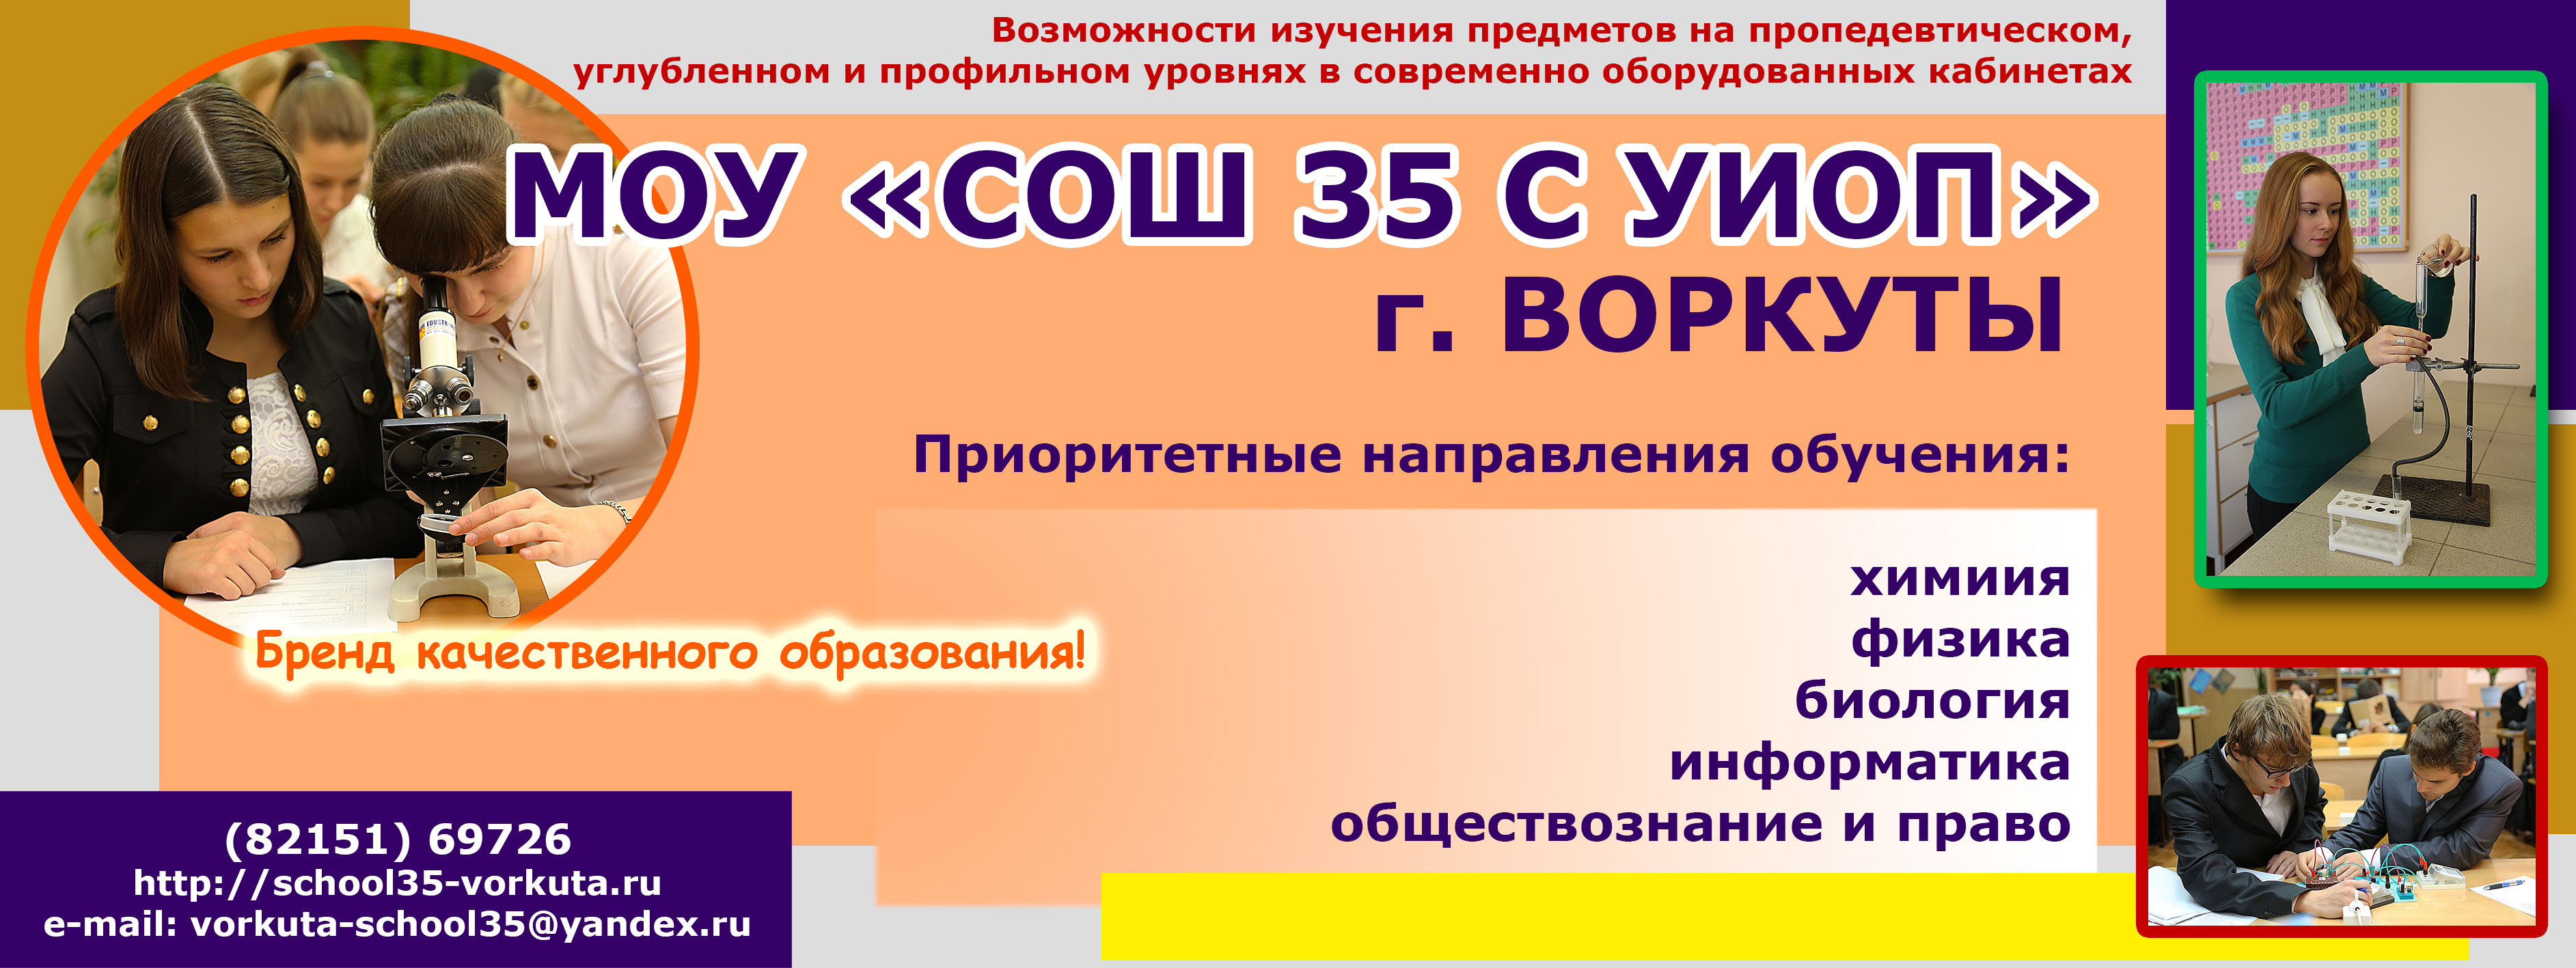 Возможности изучения предметов на пропедевтическом,
углубленном и профильном уровнях в современно оборудованных кабинетах
МОУ «СОШ 35 С УИОП»
г. ВОРКУТЫ
Приоритетные направления обучения:
химиия
физика
биология
информатика
обществознание и право
Бренд качественного образования!
(82151) 69726
http://school35-vorkuta.ru
e-mail: vorkuta-school35@yandex.ru